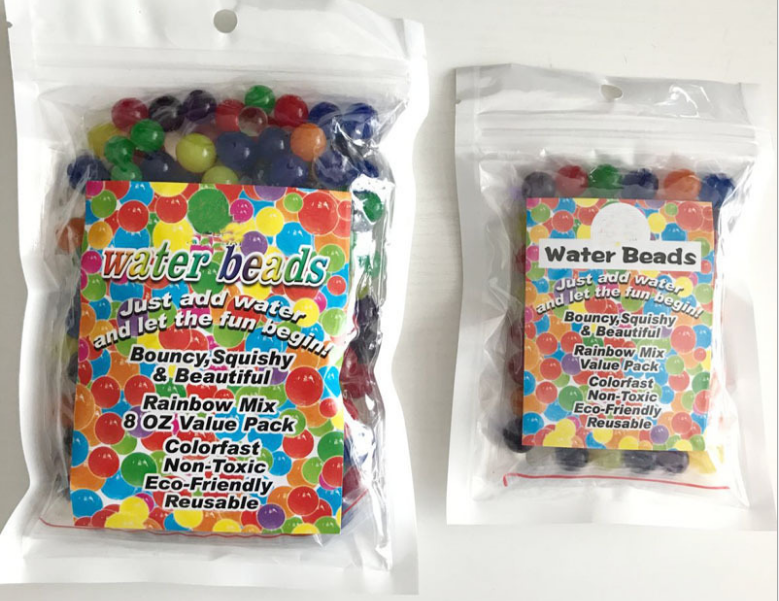 water beads
Just add water
and let the fun begin!
Bouncy,Squishy
& Beautiful
Rainbow Mix
8 OZ Value Pack
Colorfast
Non-Toxic
Eco-Friendly
Reusable
Water Beads
Just add water
and let the fun begin!
Bouncy,Squishy
& Beautiful
Rainbow Mix
Value Pack
Colorfast
Non-Toxic
Eco-Friendly
Reusable